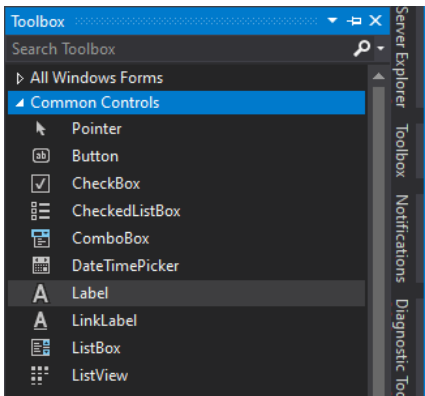 Toolbox
Search Toolbox
All Windows Forms
Common Controls
Pointer
ab
Button
CheckBox
CheckedListBox
ComboBox
DateTimePicker
A
Label
A
LinkLabel
ListBox
ListView
Server Explorer
Toolbox
Notifications
Diagnostic Too